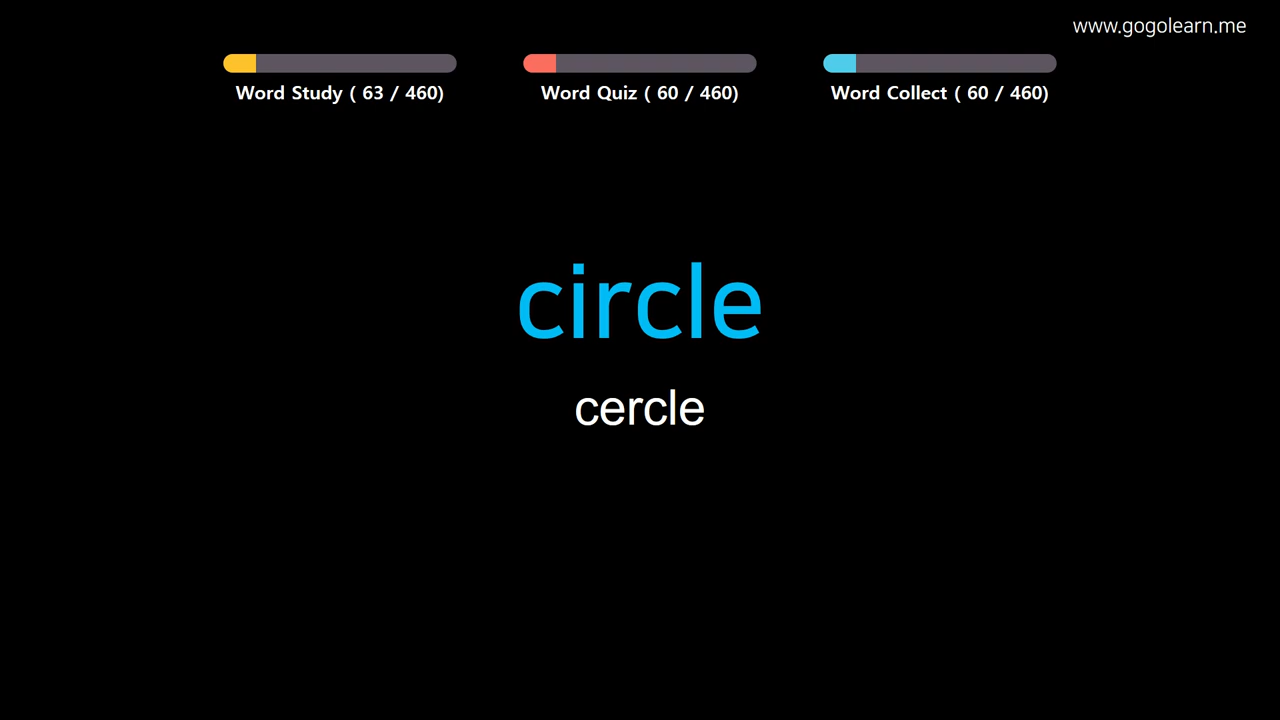 www.gogolearn.me
Word Study ( 63 / 460)
Word Quiz ( 60 / 460)
Word Collect ( 60 / 460)
circle
cercle